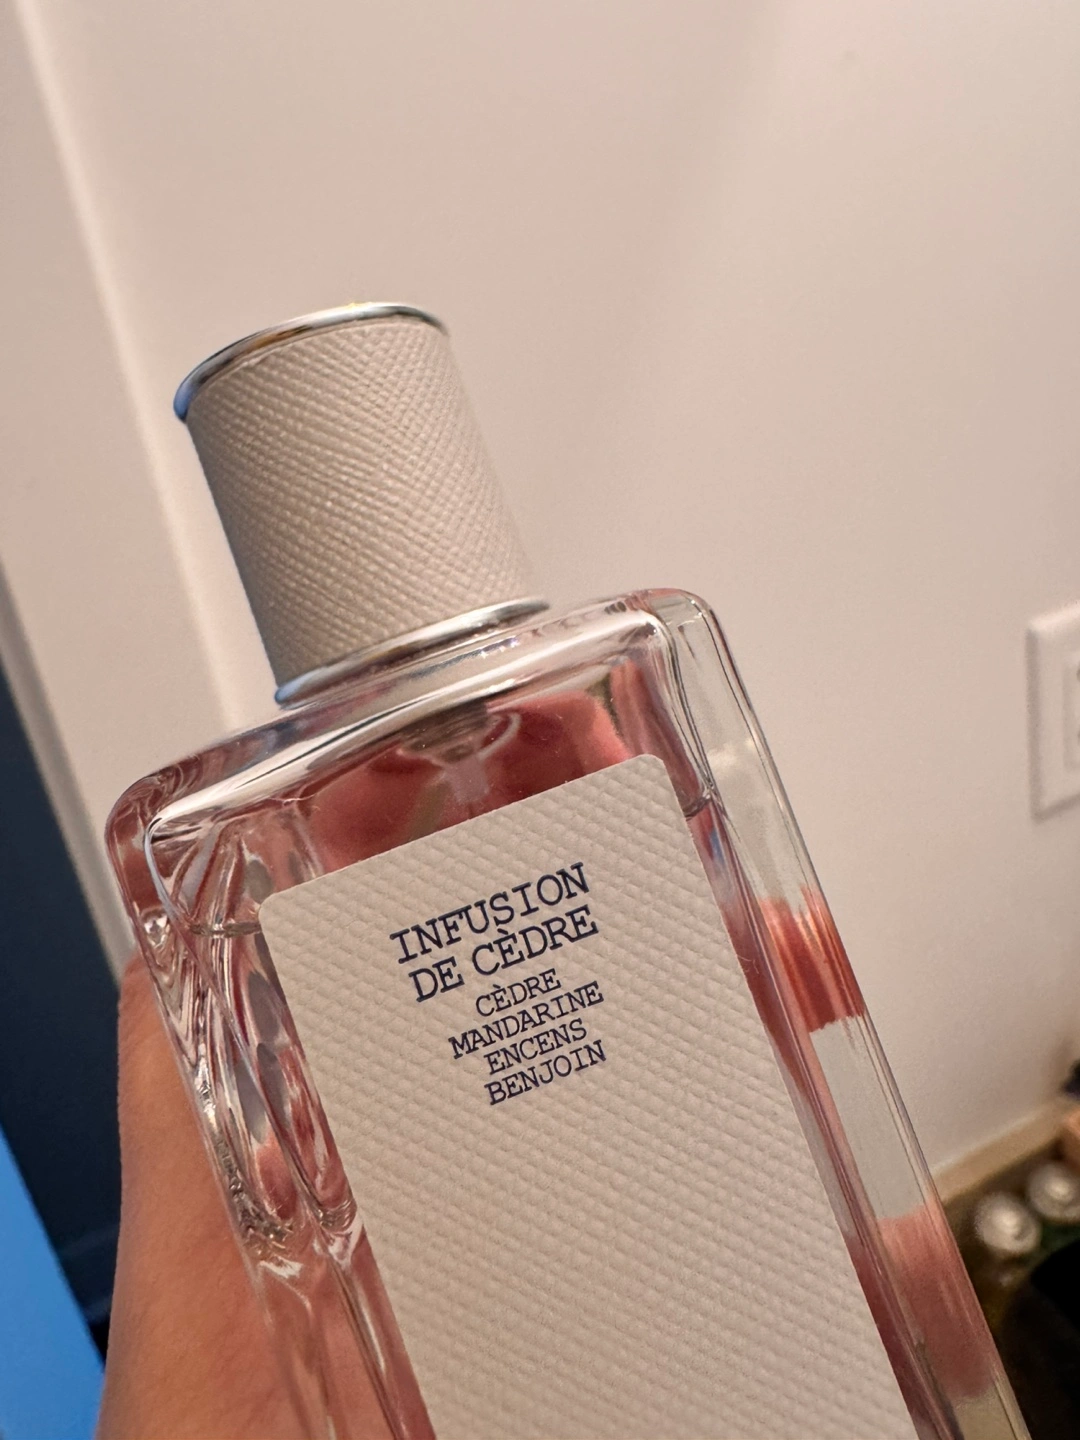 INFUSION
DE CÈDRE
CÈDRE
MANDARINE
ENCENS
BENJOIN